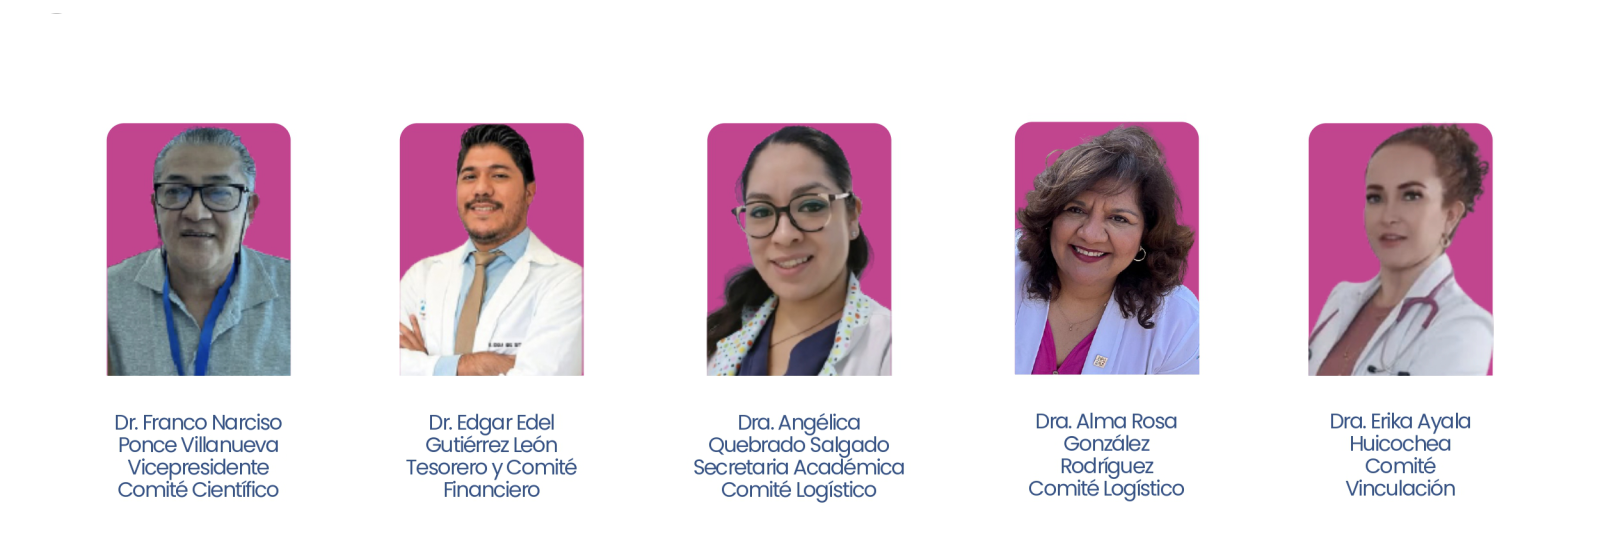 Dr. Franco Narciso
Ponce Villanueva
Vicepresidente
Comité Científico
Dr. Edgar Edel
Gutiérrez León
Tesorero y Comité
Financiero
Dra. Angélica
Quebrado Salgado
Secretaria Académica
Comité Logístico
Dra. Alma Rosa
González
Rodríguez
Comité Logístico
Dra. Erika Ayala
Huicochea
Comité
Vinculación